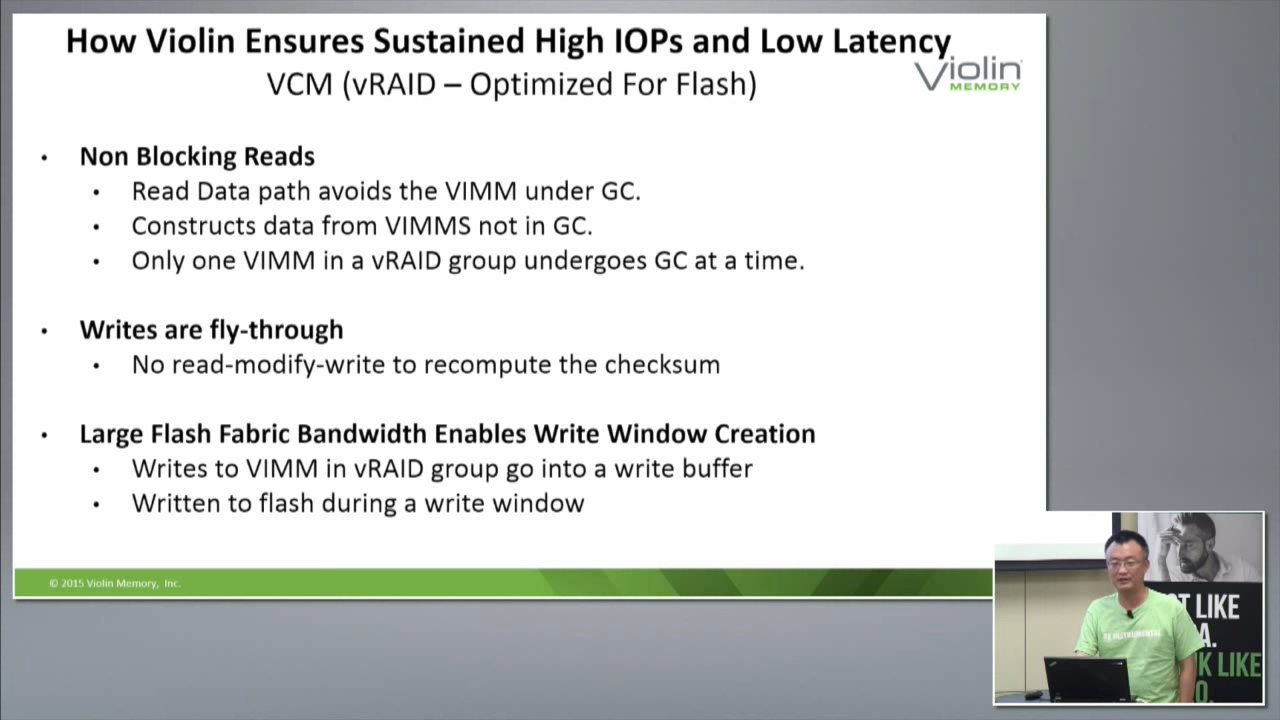 How Violin Ensures Sustained High IOPs and Low Latency
VCM (vRAID – Optimized For Flash)
Violin
MEMORY
• Non Blocking Reads
• Read Data path avoids the VIMM under GC.
• Constructs data from VIMMS not in GC.
• Only one VIMM in a vRAID group undergoes GC at a time.
• Writes are fly-through
• No read-modify-write to recompute the checksum
• Large Flash Fabric Bandwidth Enables Write Window Creation
• Writes to VIMM in vRAID group go into a write buffer
• Written to flash during a write window
© 2015 Violin Memory, Inc.
LIKE
LIKE